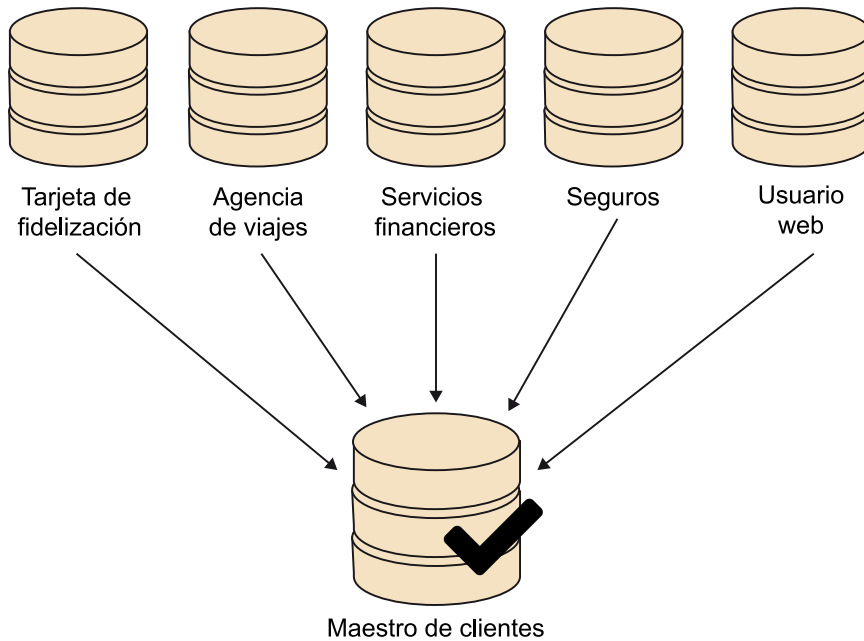 Tarjeta de
fidelización
Agencia
de viajes
Servicios
financieros
Seguros
Usuario
web
Maestro de clientes